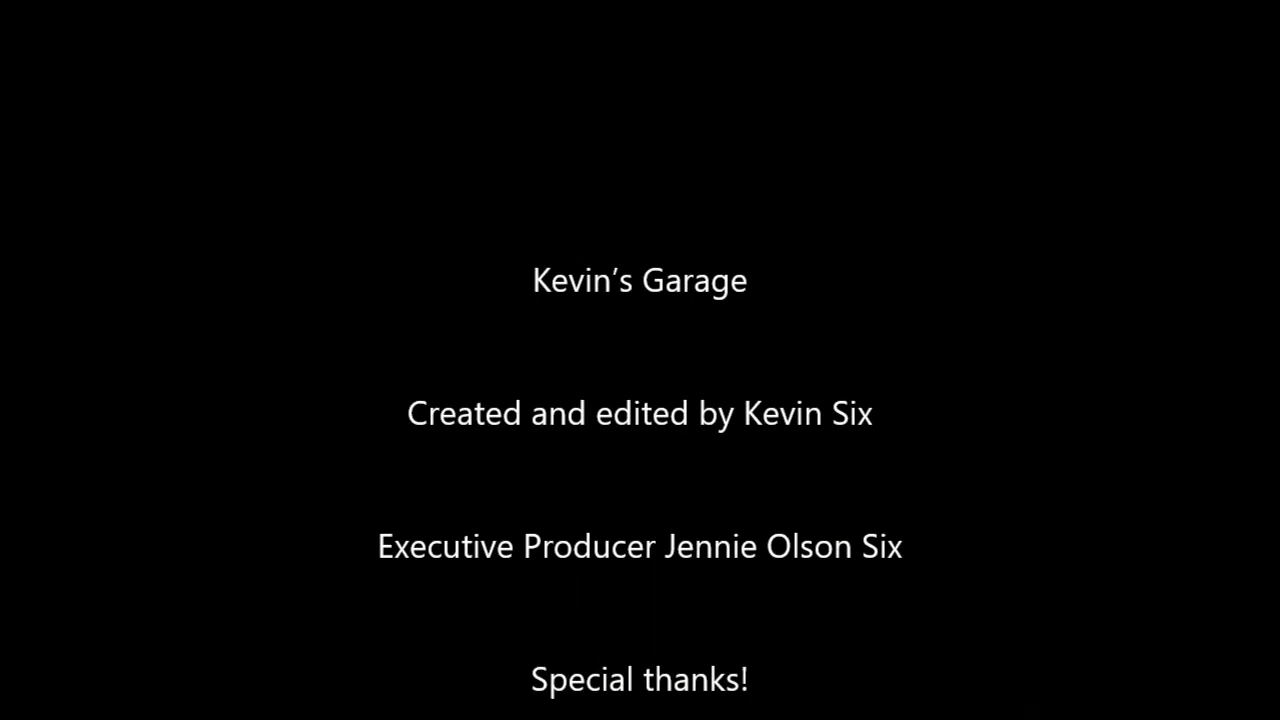 Kevin’s Garage
Created and edited by Kevin Six
Executive Producer Jennie Olson Six
Special thanks!